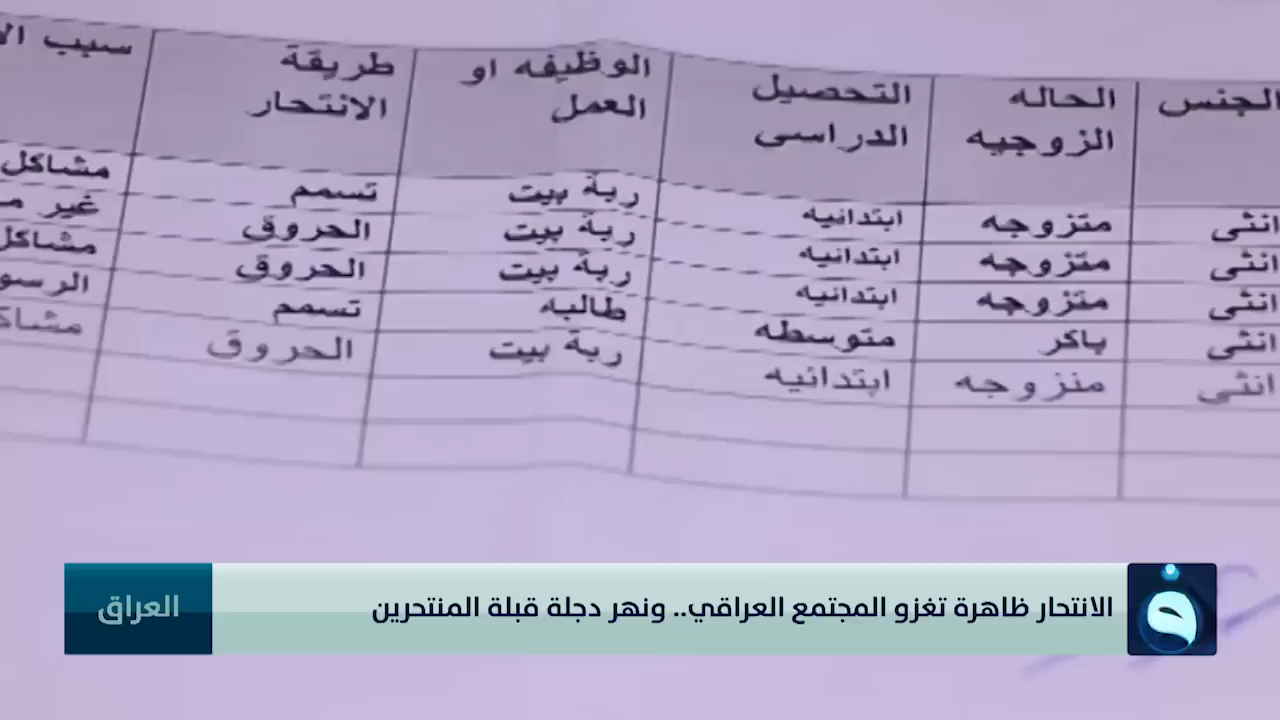 الجنس الحاله الزوجيه التحصيل الدراسي الوظيفه او العمل طريقة الانتحار سبب
انثى متزوجه ابتدائيه ربة بيت تسمم مشاكل
انثى متزوجه ابتدائيه ربة بيت الحروق غير
انثى متزوجه ابتدائيه ربة بيت الحروق مشاكل
انثى باكر متوسطه طالبه تسمم
انثى متزوجه ابتدائيه ربة بيت الحروق
الانتحار ظاهرة تغزو المجتمع العراقي.. ونهر دجلة قبلة المنتحرين
العراق